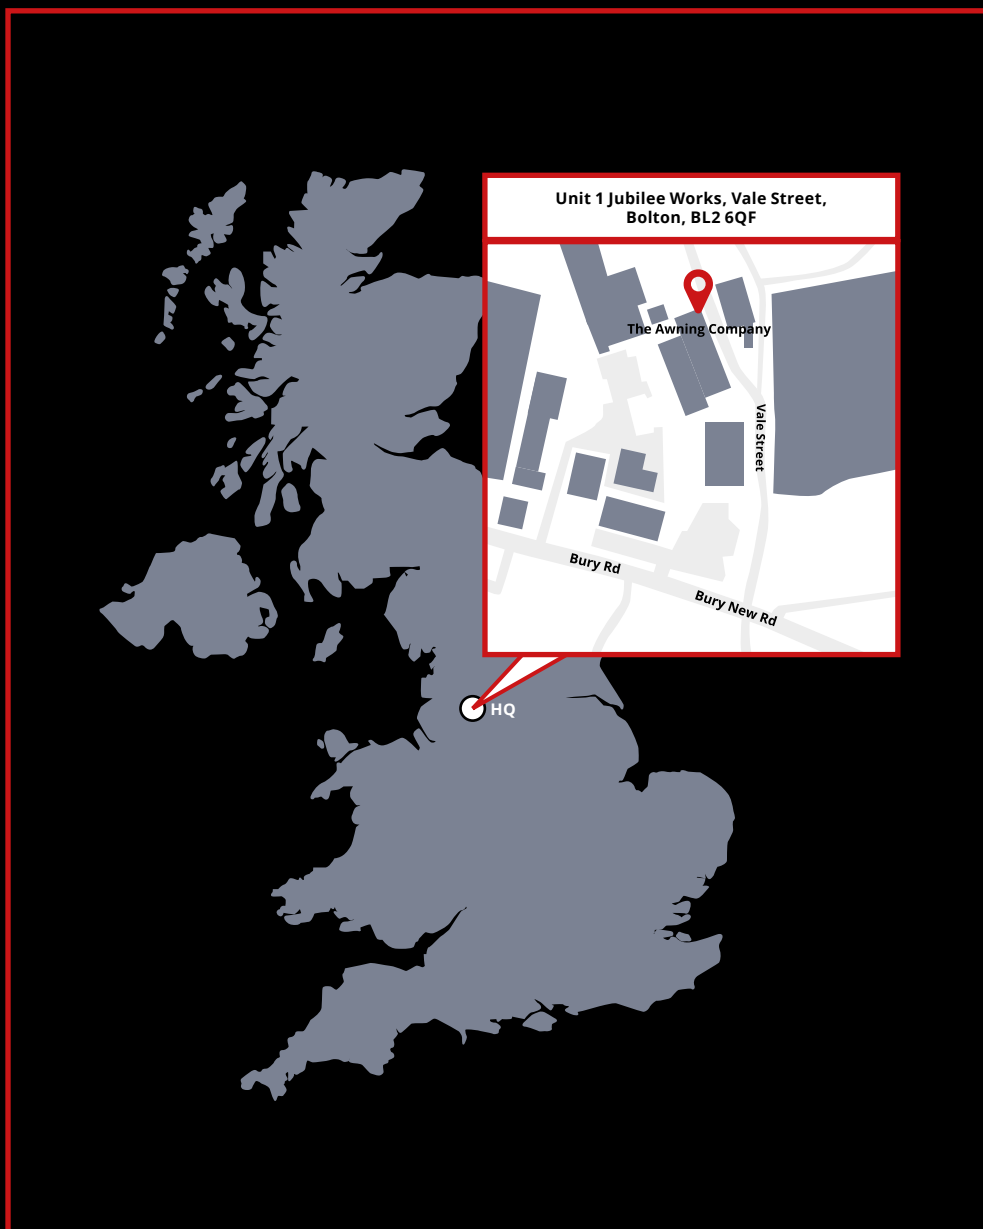 Unit 1 Jubilee Works, Vale Street,
Bolton, BL2 6QF
The Awning Company
Vale Street
Bury Rd
Bury New Rd
HQ